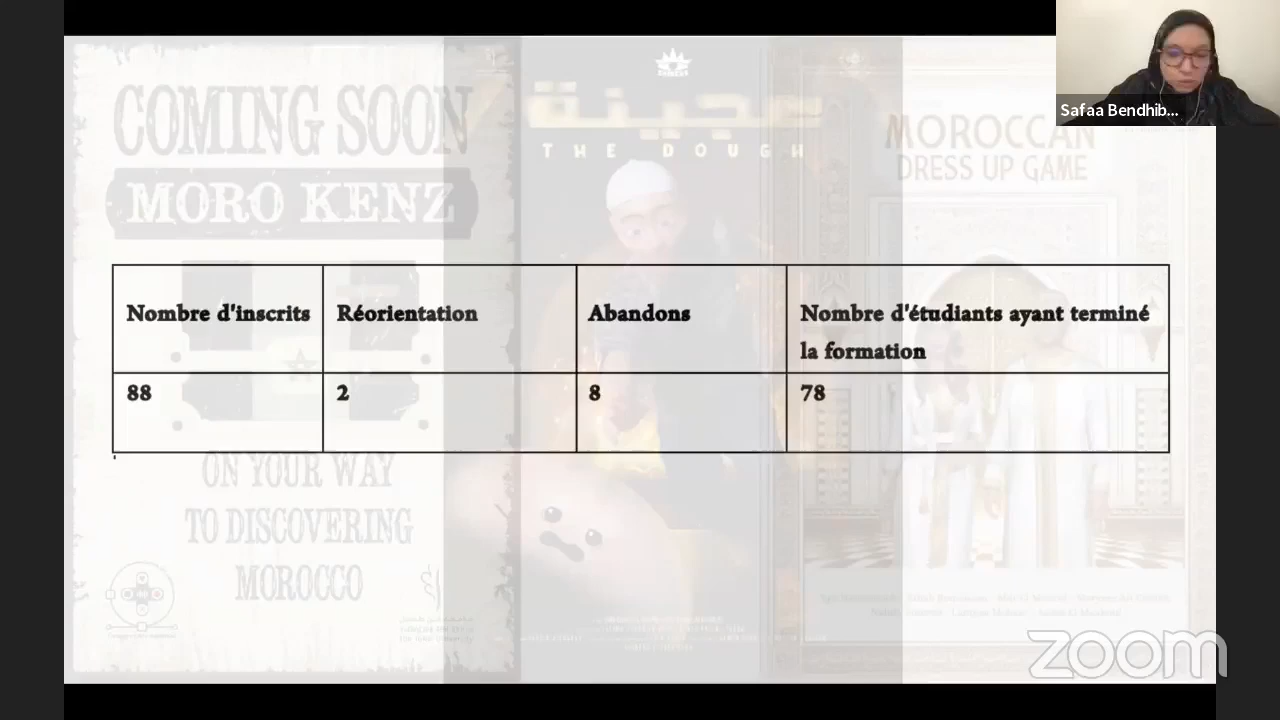 Safaa Bendhib...
COMING SOON
MORO KENZ
عجينة
THE DOUGH
MOROCCAN
DRESS UP GAME
Nombre d'inscrits
Réorientation
Abandons
Nombre d'étudiants ayant terminé
la formation
88
2
8
78
ON YOUR WAY
TO DISCOVERING
MOROCCO
zoom